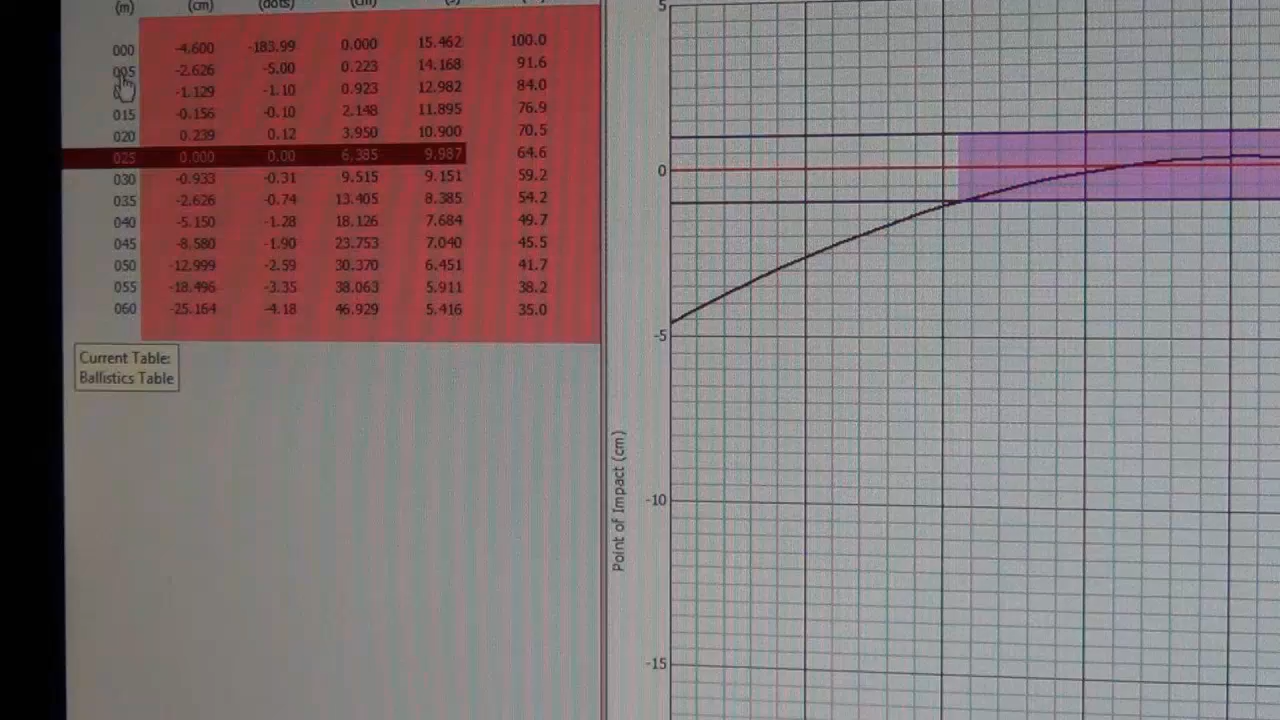 (m) (cm) (dots) (cm)
000 -4.600 -183.99 0.000 15.462 100.0
005 -2.626 -5.00 0.223 14.168 91.6
-1.129 -1.10 0.923 12.982 84.0
015 -0.156 -0.10 2.148 11.895 76.9
020 0.239 0.12 3.950 10.900 70.5
025 0.000 0.00 6.385 9.987 64.6
030 -0.933 -0.31 9.515 9.151 59.2
035 -2.626 -0.74 13.405 8.385 54.2
040 -5.150 -1.28 18.126 7.684 49.7
045 -8.580 -1.90 23.753 7.040 45.5
050 -12.999 -2.59 30.370 6.451 41.7
055 -18.496 -3.35 38.063 5.911 38.2
060 -25.164 -4.18 46.929 5.416 35.0
Current Table:
Ballistics Table
Point of Impact (cm)
5
0
-5
-10
-15